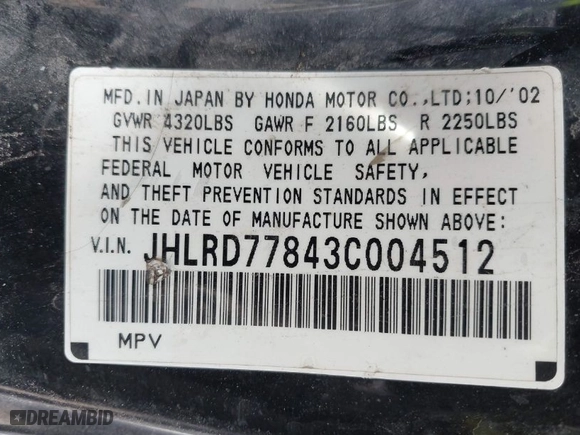 MFD. IN JAPAN BY HONDA MOTOR CO.,LTD;10/'02
GVWR 4320LBS GAWR F 2160LBS R 2250LBS
THIS VEHICLE CONFORMS TO ALL APPLICABLE
FEDERAL MOTOR VEHICLE SAFETY,
AND THEFT PREVENTION STANDARDS IN EFFECT
ON THE DATE OF MANUFACTURE SHOWN ABOVE:
V.I.N. JHLRD77843C004512
MPV
DREAMBID